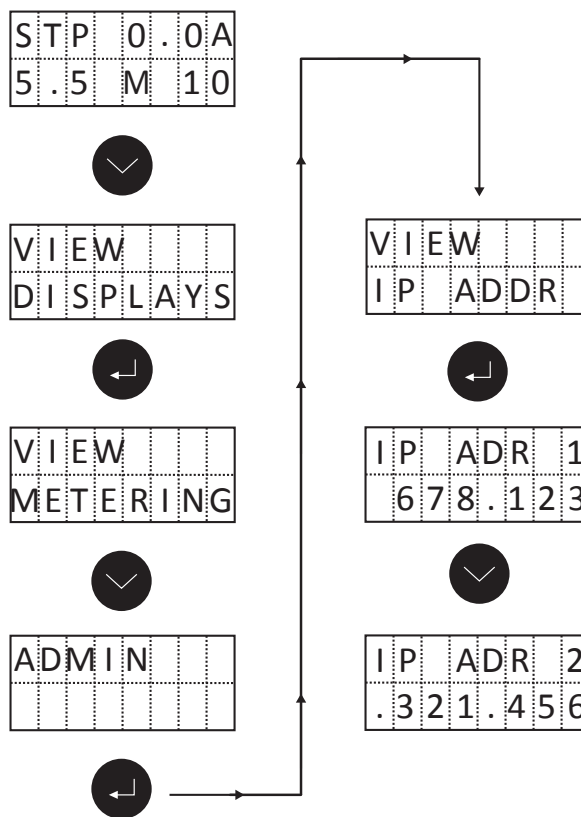 STP 0.0A
5.5 M 10
VIEW
DISPLAYS
VIEW
METERING
ADMIN
VIEW
IP ADDR
IP ADR 1
678.123
IP ADR 2
.321.456